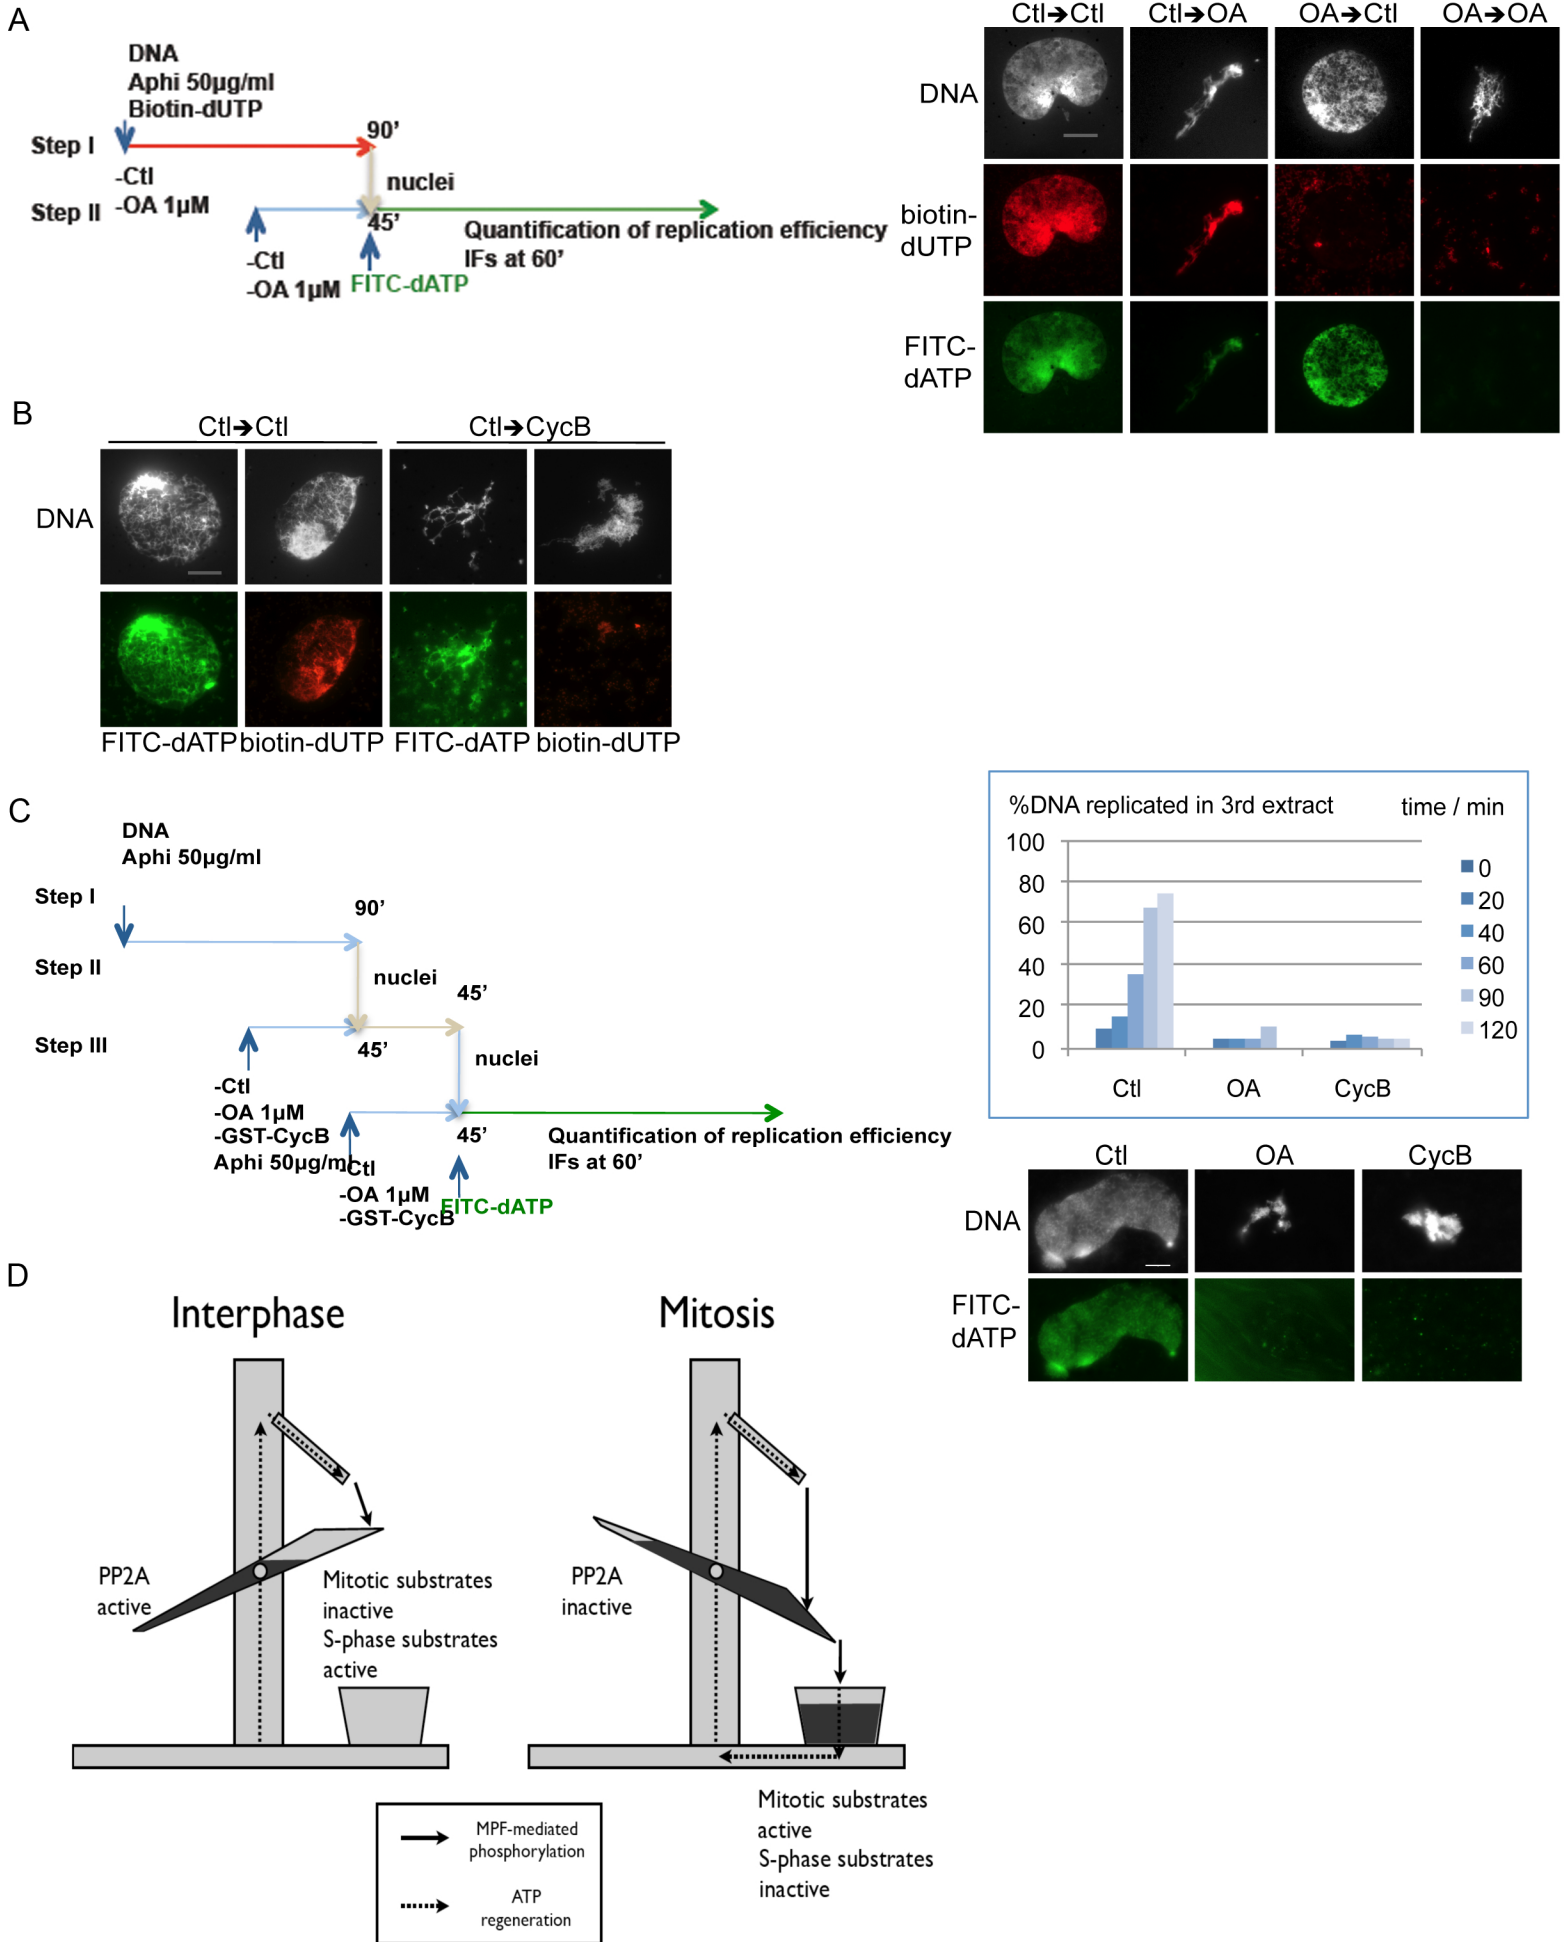 A
DNA
Aphi 50µg/ml
Biotin-dUTP
Step I
90’
-Ctl
-OA 1µM
nuclei
Step II
45’
-Ctl
-OA 1µM
FITC-dATP
Quantification of replication efficiency
IFs at 60’
Ctl➔Ctl
Ctl➔OA
OA➔Ctl
OA➔OA
DNA
biotin-
dUTP
FITC-
dATP
B
Ctl➔Ctl
Ctl➔CycB
DNA
FITC-dATP
biotin-dUTP
FITC-dATP
biotin-dUTP
C
DNA
Aphi 50µg/ml
Step I
90’
Step II
nuclei
45’
Step III
45’
nuclei
-Ctl
-OA 1µM
-GST-CycB
Aphi 50µg/ml
-Ctl
-OA 1µM
-GST-CycB
45’
FITC-dATP
Quantification of replication efficiency
IFs at 60’
%DNA replicated in 3rd extract
time / min
100
80
60
40
20
0
0
20
40
60
90
120
Ctl
OA
CycB
Ctl
OA
CycB
DNA
FITC-
dATP
D
Interphase
PP2A
active
Mitotic substrates
inactive
S-phase substrates
active
Mitosis
PP2A
inactive
Mitotic substrates
active
S-phase substrates
inactive
MPF-mediated
phosphorylation
ATP
regeneration